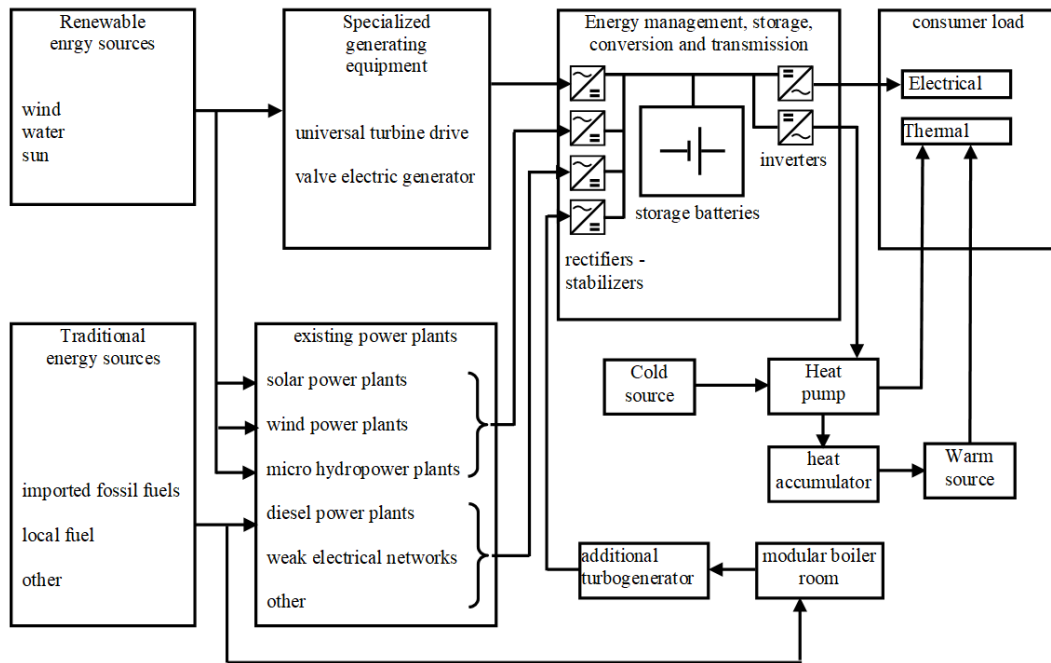 Renewable
enrgy sources
wind
water
sun
Specialized
generating
equipment
universal turbine drive
valve electric generator
Energy management, storage,
conversion and transmission
inverters
storage batteries
rectifiers -
stabilizers
consumer load
Electrical
Thermal
Traditional
energy sources
imported fossil fuels
local fuel
other
existing power plants
solar power plants
wind power plants
micro hydropower plants
diesel power plants
weak electrical networks
other
Cold
source
Heat
pump
heat
accumulator
Warm
source
additional
turbogenerator
modular boiler
room